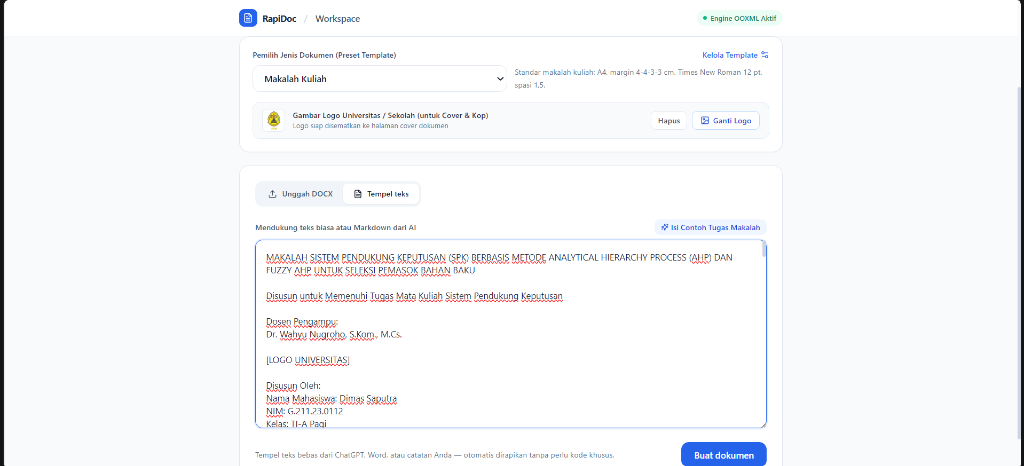 RapiDoc / Workspace
Engine OOXML Aktif
Pemilih Jenis Dokumen (Preset Template)
Kelola Template
Makalah Kuliah
Standar makalah kuliah: A4, margin 4-4-3-3 cm, Times New Roman 12 pt,
spasi 1,5.
Gambar Logo Universitas / Sekolah (untuk Cover & Kop)
Logo siap disematkan ke halaman cover dokumen
Hapus
Ganti Logo
Unggah DOCX
Tempel teks
Mendukung teks biasa atau Markdown dari AI
Isi Contoh Tugas Makalah
MAKALAH SISTEM PENDUKUNG KEPUTUSAN (SPK) BERBASIS METODE ANALYTICAL HIERARCHY PROCESS (AHP) DAN
FUZZY AHP UNTUK SELEKSI PEMASOK BAHAN BAKU
Disusun untuk Memenuhi Tugas Mata Kuliah Sistem Pendukung Keputusan
Dosen Pengampu:
Dr. Wahyu Nugroho, S.Kom., M.Cs.
[LOGO UNIVERSITAS]
Disusun Oleh:
Nama Mahasiswa: Dimas Saputra
NIM: G.211.23.0112
Kelas: TI-A Pagi
Tempel teks bebas dari ChatGPT, Word, atau catatan Anda — otomatis dirapikan tanpa perlu kode khusus.
Buat dokumen